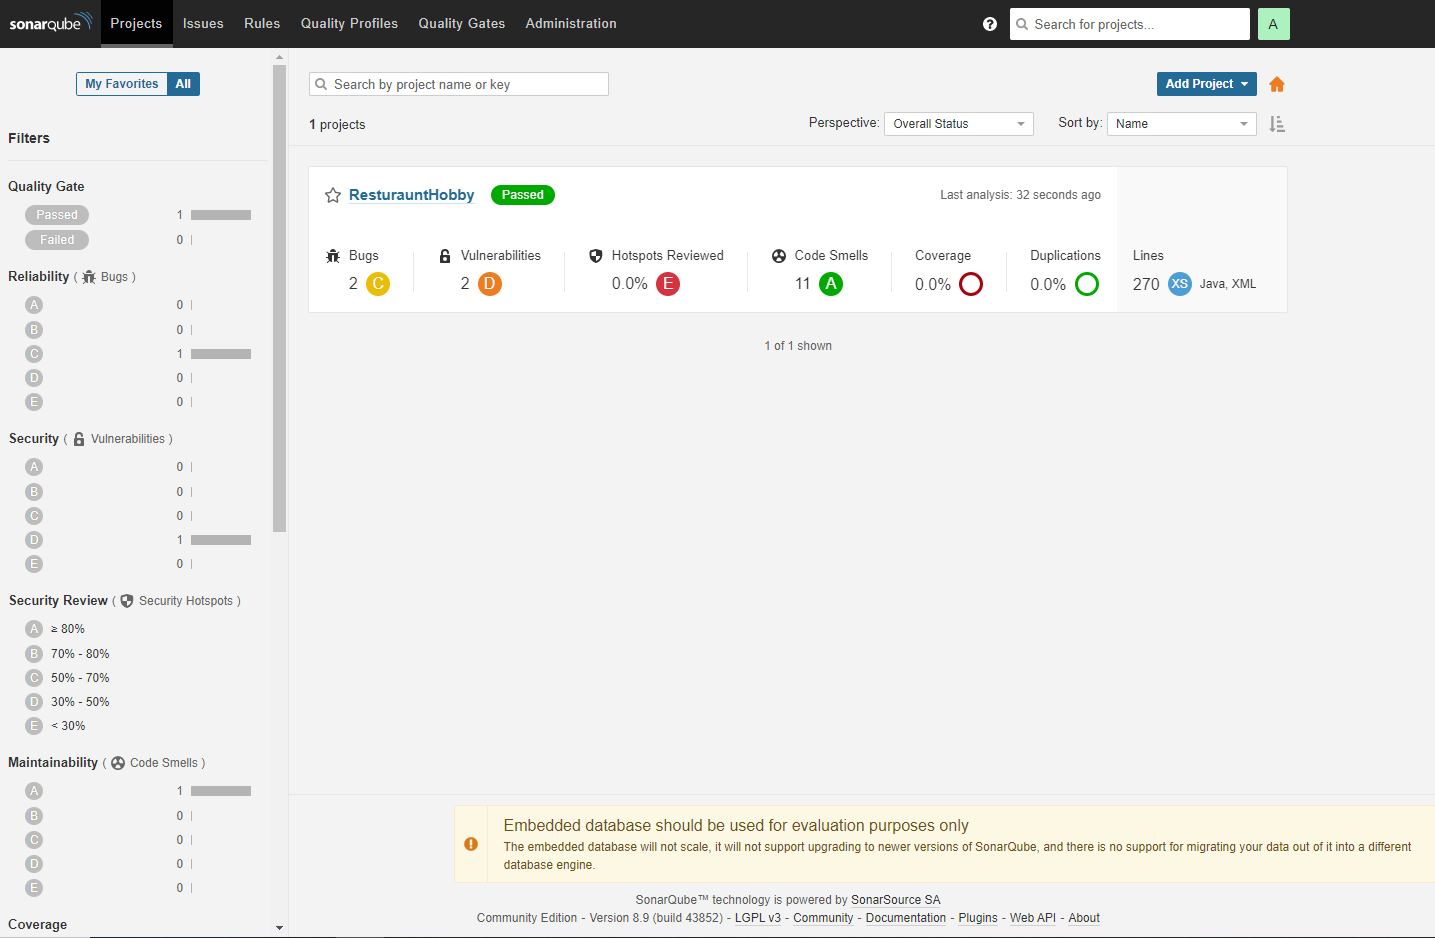 sonarqube Projects Issues Rules Quality Profiles Quality Gates Administration ? Search for projects... A
My Favorites All
Search by project name or key
Add Project
1 projects
Perspective: Overall Status
Sort by: Name
Filters
Quality Gate
Passed 1
Failed 0
Reliability ( Bugs )
A 0
B 0
C 1
D 0
E 0
Security ( Vulnerabilities )
A 0
B 0
C 0
D 1
E 0
Security Review ( Security Hotspots )
A ≥ 80%
B 70% - 80%
C 50% - 70%
D 30% - 50%
E < 30%
Maintainability ( Code Smells )
A 1
B 0
C 0
D 0
E 0
Coverage
ResturauntHobby Passed Last analysis: 32 seconds ago
Bugs Vulnerabilities Hotspots Reviewed Code Smells Coverage Duplications Lines
2 C 2 D 0.0% E 11 A 0.0% 0.0% 270 XS Java, XML
1 of 1 shown
Embedded database should be used for evaluation purposes only
The embedded database will not scale, it will not support upgrading to newer versions of SonarQube, and there is no support for migrating your data out of it into a different
database engine.
SonarQube™ technology is powered by SonarSource SA
Community Edition - Version 8.9 (build 43852) - LGPL v3 - Community - Documentation - Plugins - Web API - About